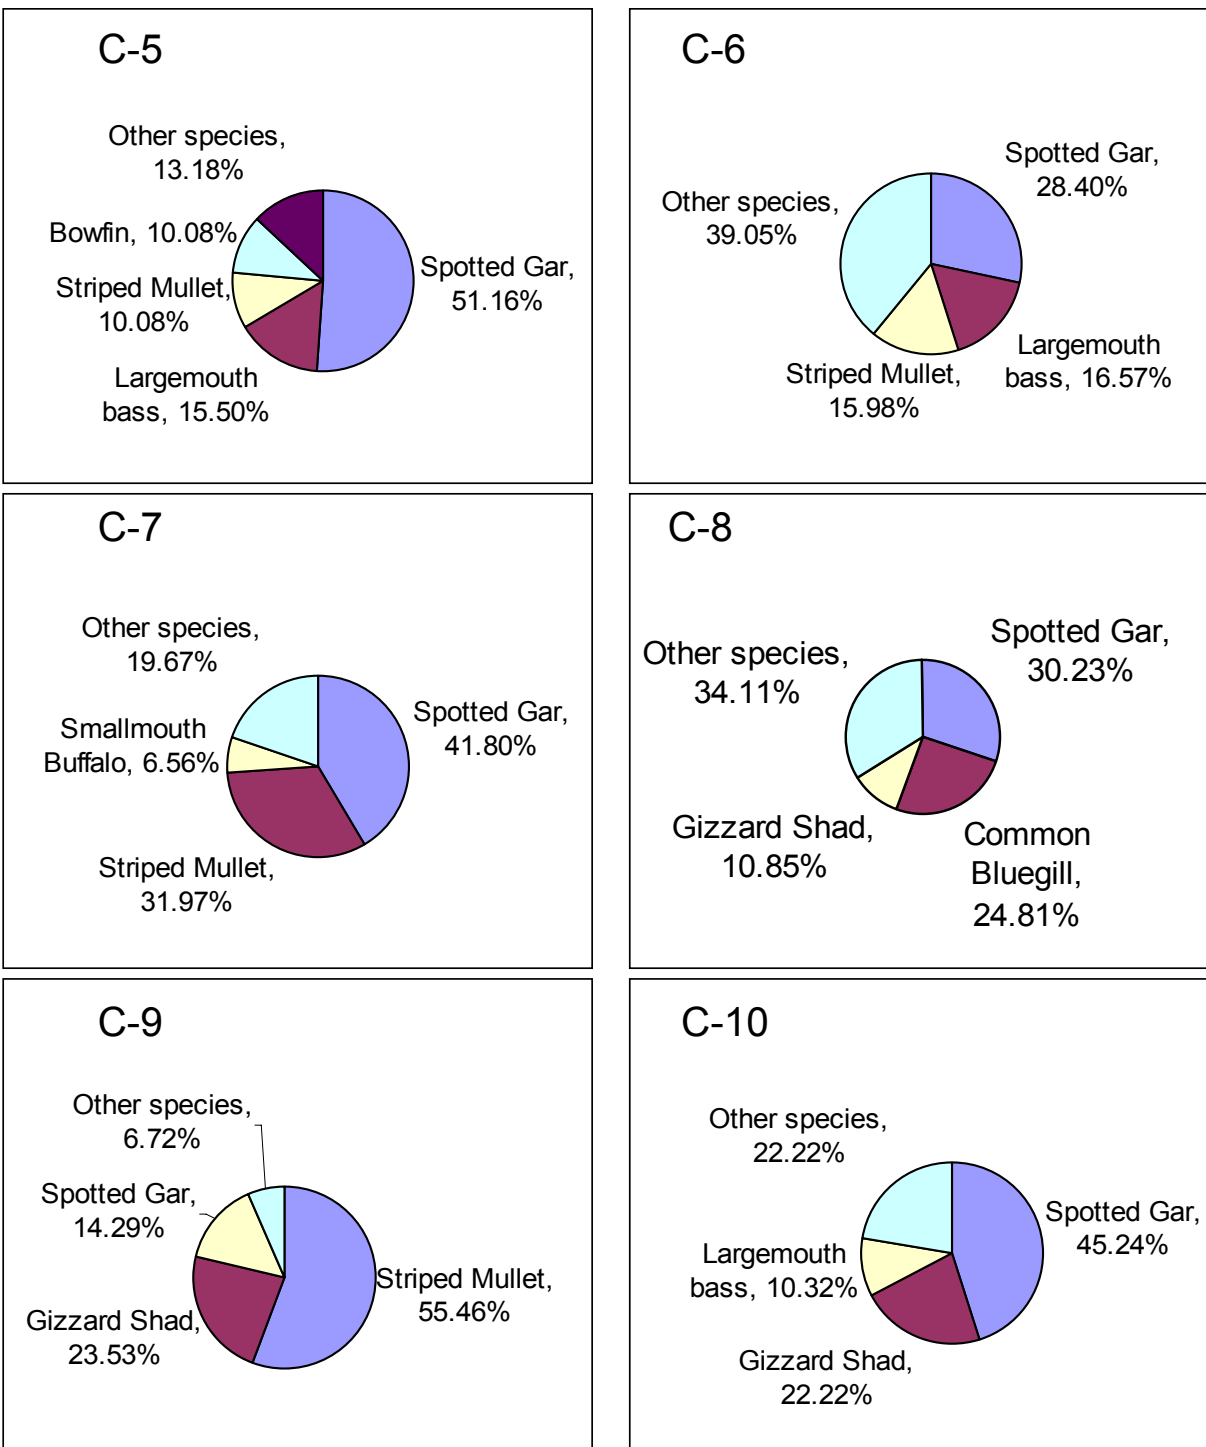 C-5
Other species,
13.18%
Bowfin, 10.08%
Striped Mullet,
10.08%
Largemouth
bass, 15.50%
Spotted Gar,
51.16%
C-6
Spotted Gar,
28.40%
Other species,
39.05%
Largemouth
bass, 16.57%
Striped Mullet,
15.98%
C-7
Other species,
19.67%
Spotted Gar,
41.80%
Smallmouth
Buffalo, 6.56%
Striped Mullet,
31.97%
C-8
Spotted Gar,
30.23%
Other species,
34.11%
Gizzard Shad,
10.85%
Common
Bluegill,
24.81%
C-9
Other species,
6.72%
Spotted Gar,
14.29%
Striped Mullet,
55.46%
Gizzard Shad,
23.53%
C-10
Other species,
22.22%
Spotted Gar,
45.24%
Largemouth
bass, 10.32%
Gizzard Shad,
22.22%